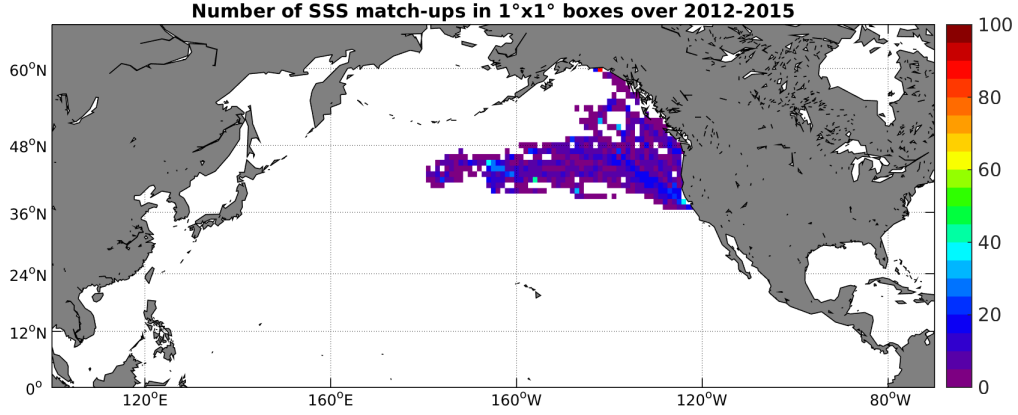 Number of SSS match-ups in 1°x1° boxes over 2012-2015
100
60°N
80
48°N
60
36°N
40
24°N
20
12°N
0°
0
120°E
160°E
160°W
120°W
80°W